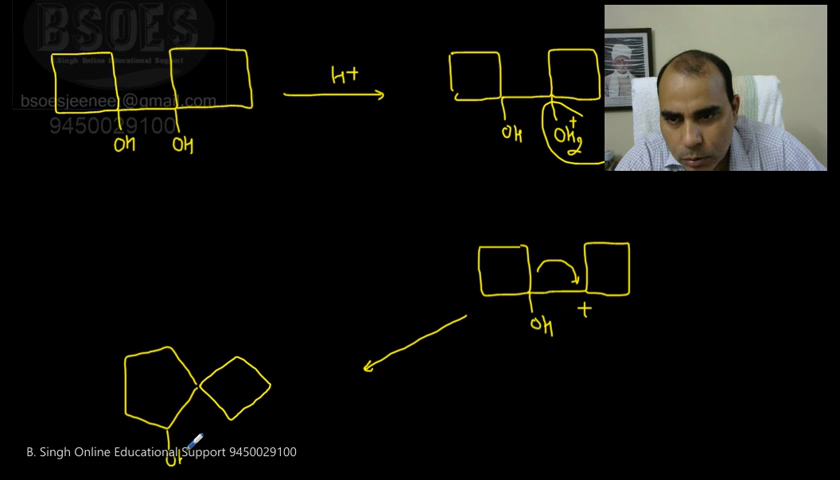 BSOES
Singh Online Educational Support
bsoesjeeneet@gmail.com
9450029100
H+
OH OH
OH OH2+
OH +
OH
B. Singh Online Educational Support 9450029100